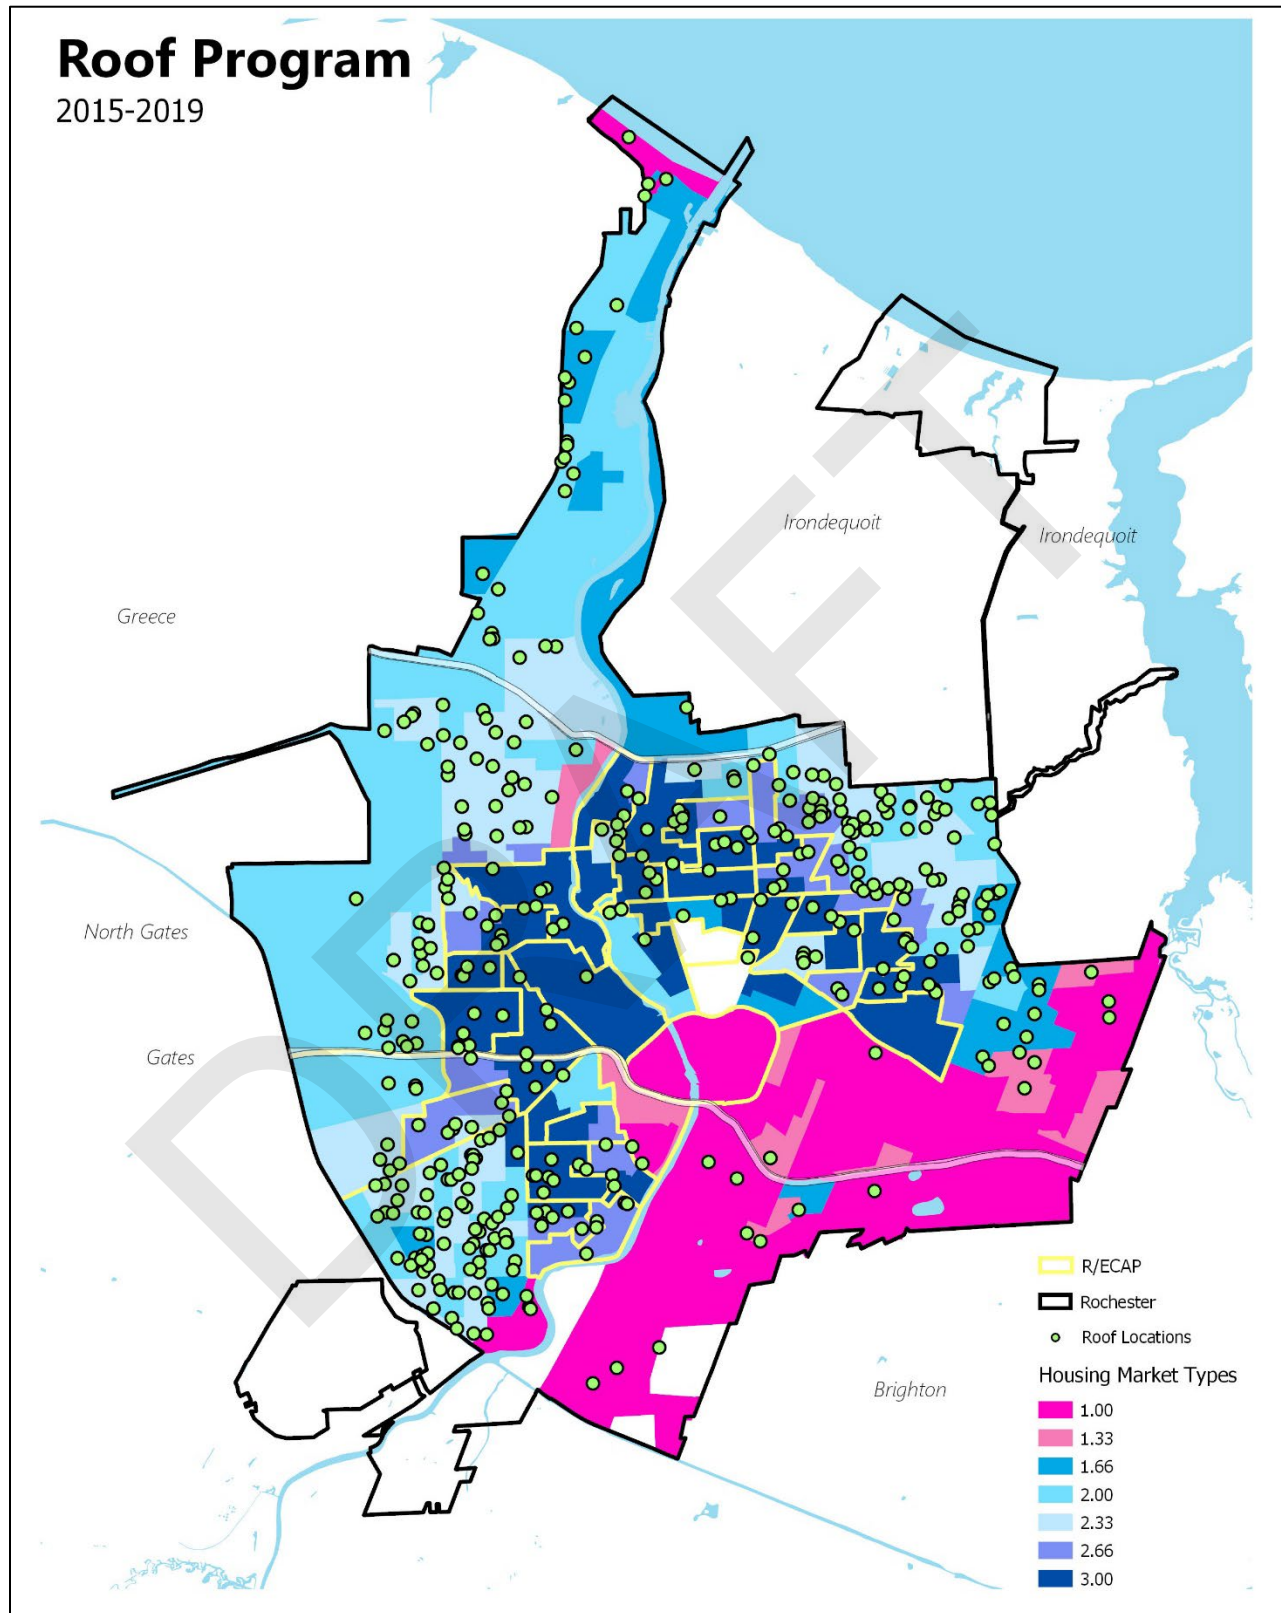 Roof Program
2015-2019
Irondequoit
Irondequoit
Greece
North Gates
Gates
Brighton
DRAFT
R/ECAP
Rochester
Roof Locations
Housing Market Types
1.00
1.33
1.66
2.00
2.33
2.66
3.00